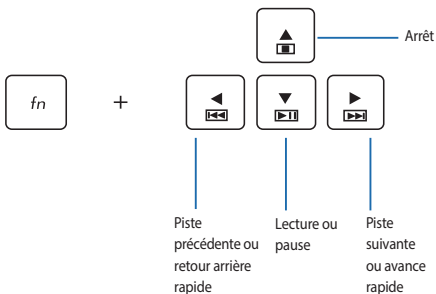 Arrêt
fn +
Piste
précédente ou
retour arrière
rapide
Lecture ou
pause
Piste
suivante
ou avance
rapide